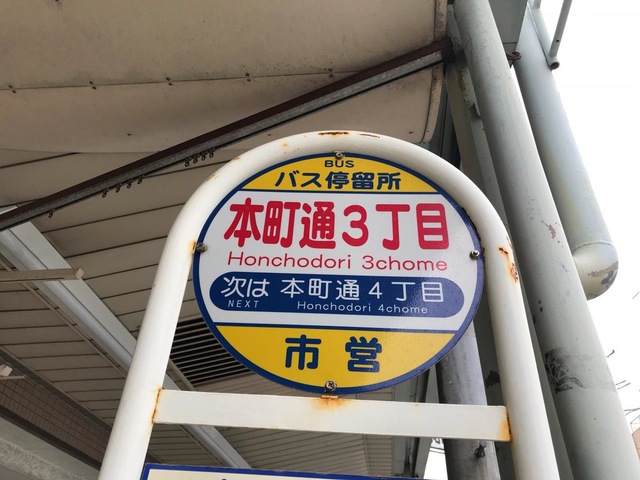 BUS
バス停留所
本町通3丁目
Honchodori 3chome
次は 本町通4丁目
NEXT Honchodori 4chome
市営